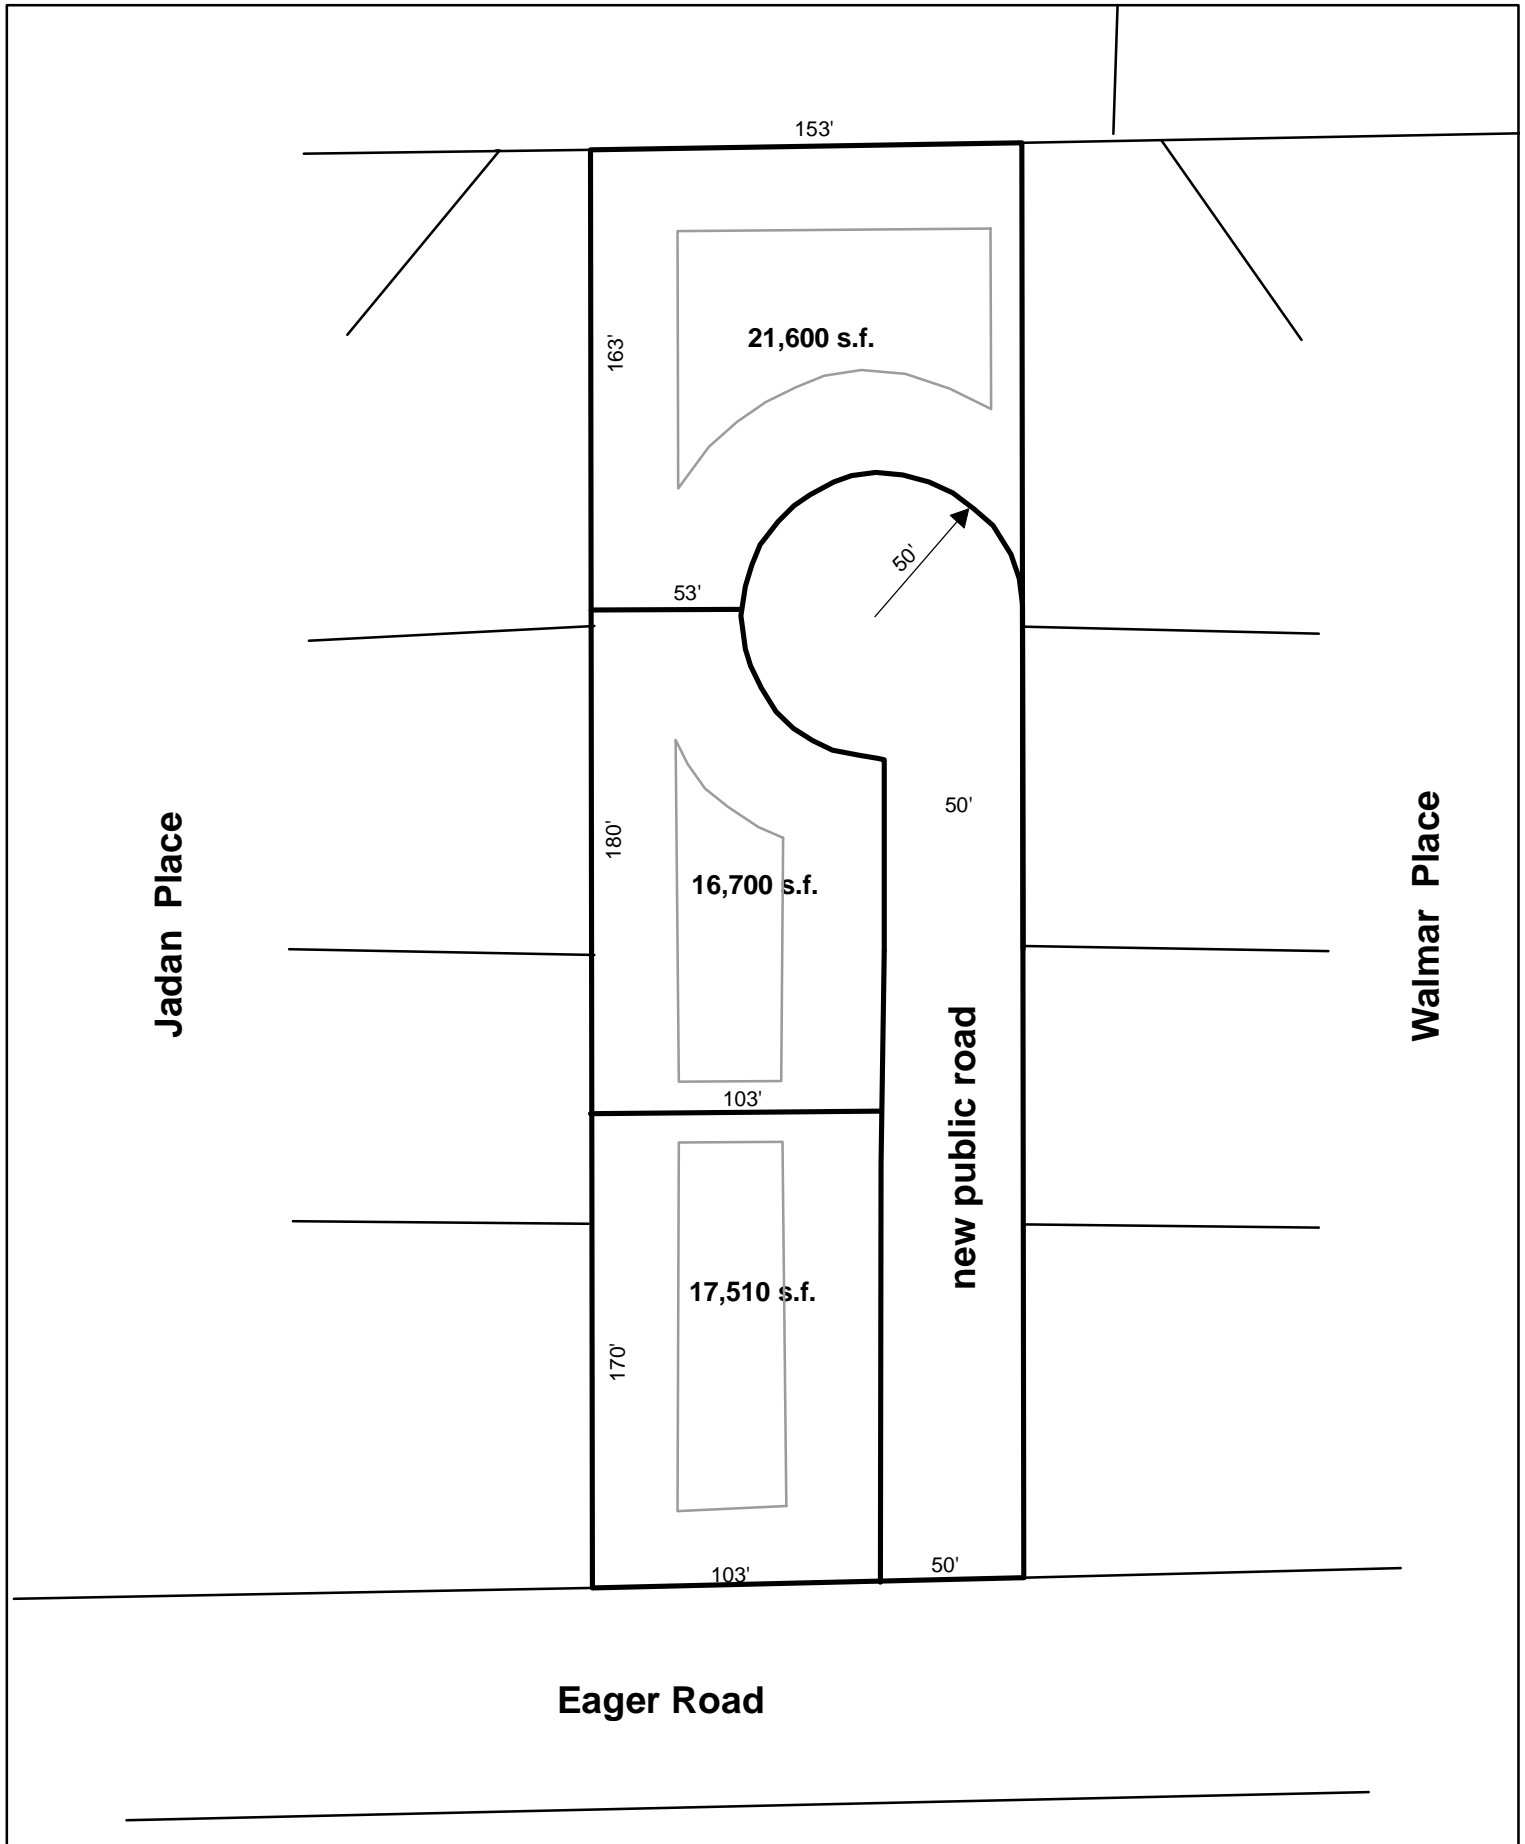 153'
163'
21,600 s.f.
50'
53'
50'
180'
16,700 s.f.
Jadan Place
Walmar Place
new public road
103'
17,510 s.f.
170'
103'
50'
Eager Road